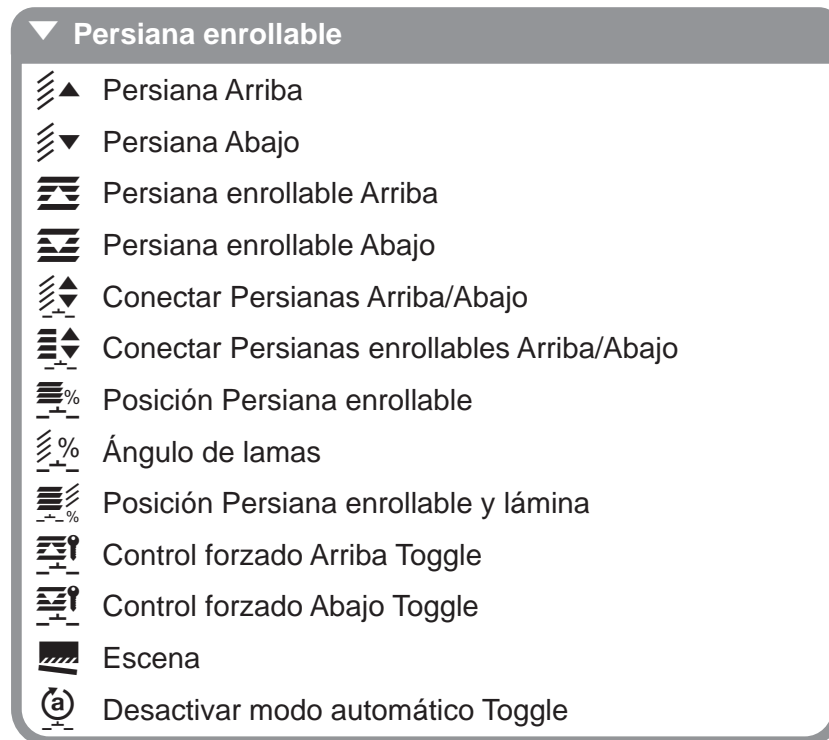 Persiana enrollable
Persiana Arriba
Persiana Abajo
Persiana enrollable Arriba
Persiana enrollable Abajo
Conectar Persianas Arriba/Abajo
Conectar Persianas enrollables Arriba/Abajo
% Posición Persiana enrollable
% Ángulo de lamas
% Posición Persiana enrollable y lámina
Control forzado Arriba Toggle
Control forzado Abajo Toggle
Escena
a Desactivar modo automático Toggle